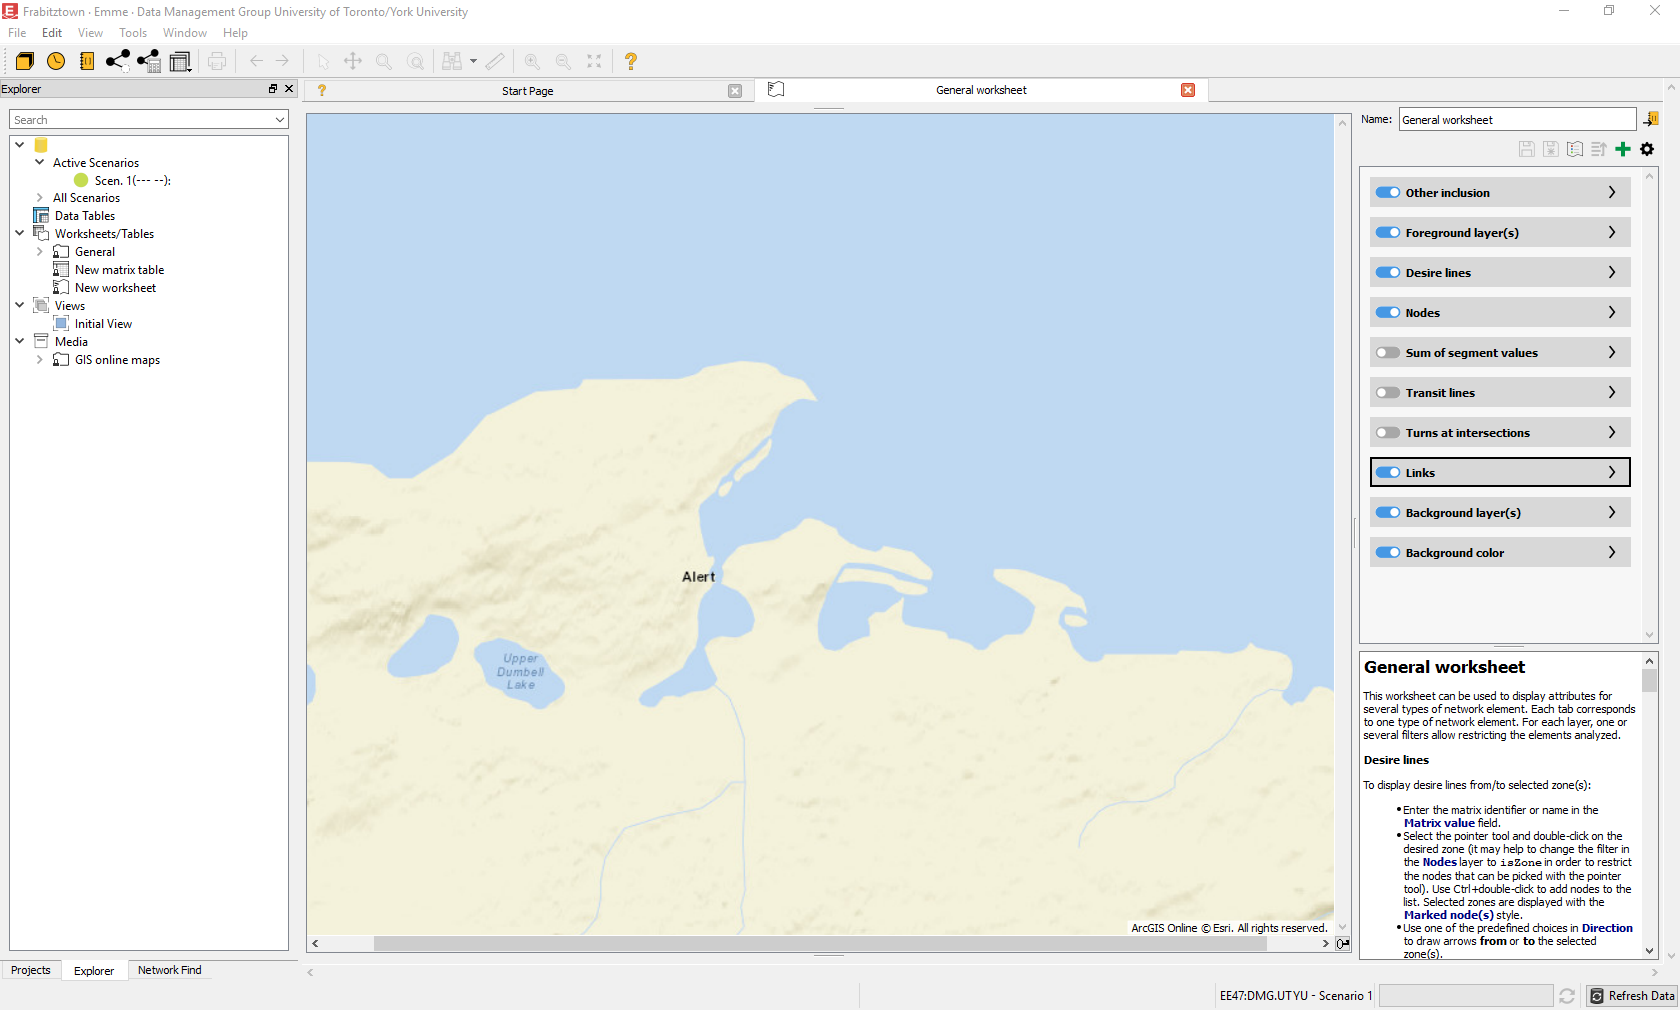 Frabitztown - Emme - Data Management Group University of Toronto/York University
File Edit View Tools Window Help
Explorer
Start Page
General worksheet
Search
Active Scenarios
Scen. 1(--- --):
All Scenarios
Data Tables
Worksheets/Tables
General
New matrix table
New worksheet
Views
Initial View
Media
GIS online maps
Alert
Upper
Dumbell
Lake
ArcGIS Online © Esri. All rights reserved.
Name: General worksheet
Other inclusion
Foreground layer(s)
Desire lines
Nodes
Sum of segment values
Transit lines
Turns at intersections
Links
Background layer(s)
Background color
General worksheet
This worksheet can be used to display attributes for
several types of network element. Each tab corresponds
to one type of network element. For each layer, one or
several filters allow restricting the elements analyzed.
Desire lines
To display desire lines from/to selected zone(s):
•Enter the matrix identifier or name in the
Matrix value field.
•Select the pointer tool and double-click on the
desired zone (it may help to change the filter in
the Nodes layer to isZone in order to restrict
the nodes that can be picked with the pointer
tool). Use Ctrl+double-click to add nodes to the
list. Selected zones are displayed with the
Marked node(s) style.
•Use one of the predefined choices in Direction
to draw arrows from or to the selected
zone(s).
Projects Explorer Network Find
EE47:DMG.UTYU - Scenario 1
Refresh Data